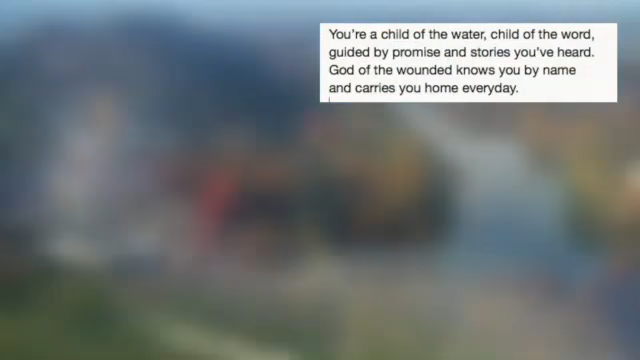 You're a child of the water, child of the word,
guided by promise and stories you've heard.
God of the wounded knows you by name
and carries you home everyday.